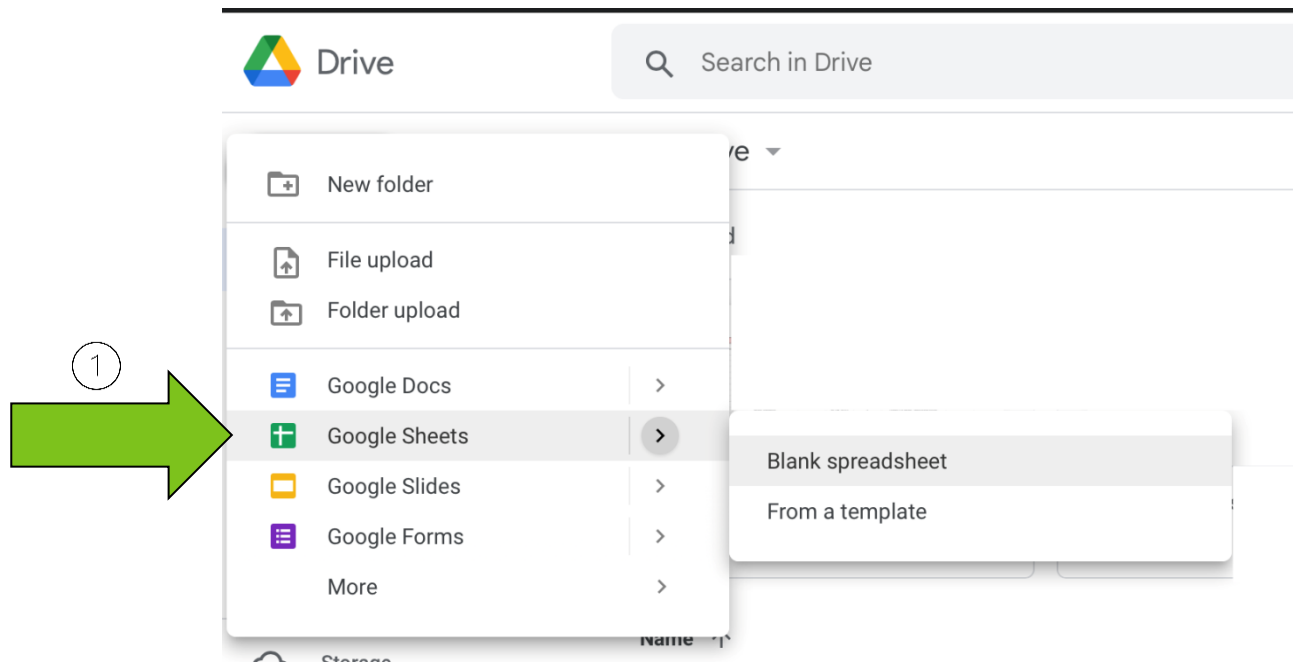 Drive
Search in Drive
New folder
File upload
Folder upload
1
Google Docs
Google Sheets
Blank spreadsheet
Google Slides
From a template
Google Forms
More
Name
Storage